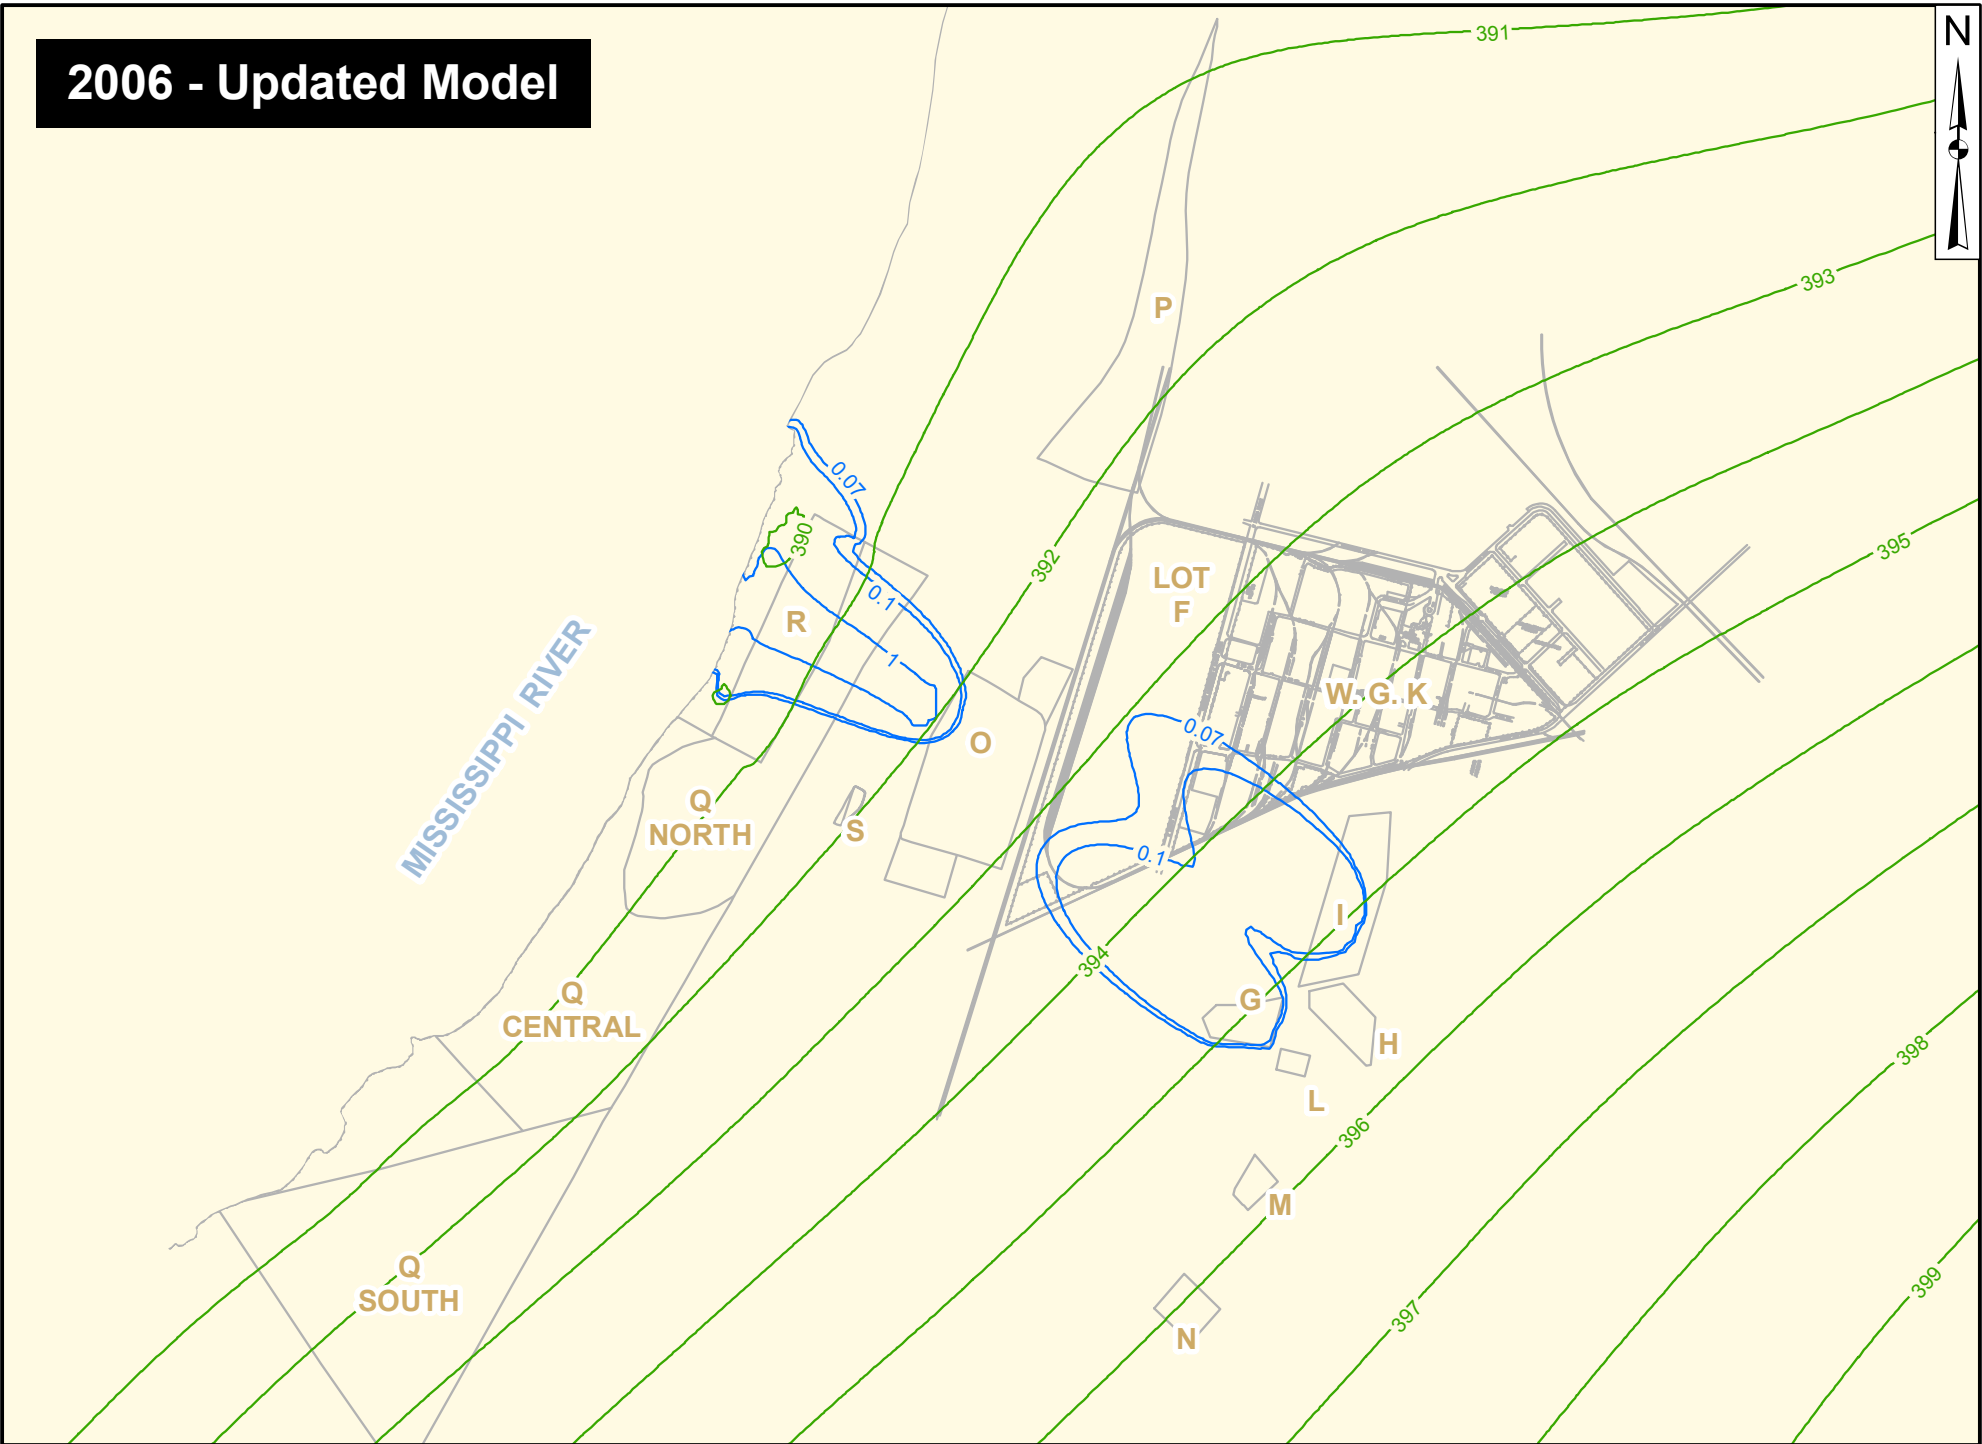 2006 - Updated Model
N
391
393
P
0.07
390
392
395
LOT
F
0.1
R
MISSISSIPPI RIVER
1
W. G. K
0.07
O
Q
NORTH
S
0.1
I
394
Q
CENTRAL
G
H
398
L
396
M
Q
SOUTH
399
397
N